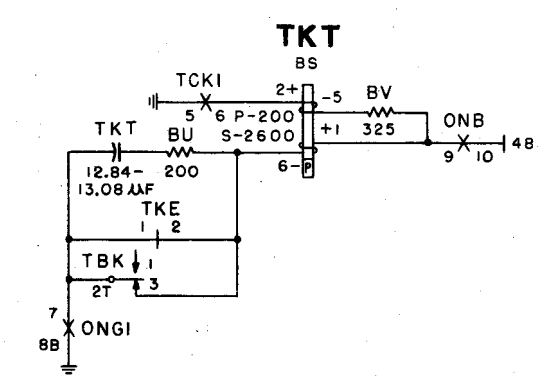 TKT
BS
TCK1 2+ -5 BV
5 6 P-200
S-2600 +1 325 ONB
TKT BU 9 10 48
12.84-
13.08 µF 200 6- P
TKE
1 2
TBK 1
2T 3
7
8B ONG1